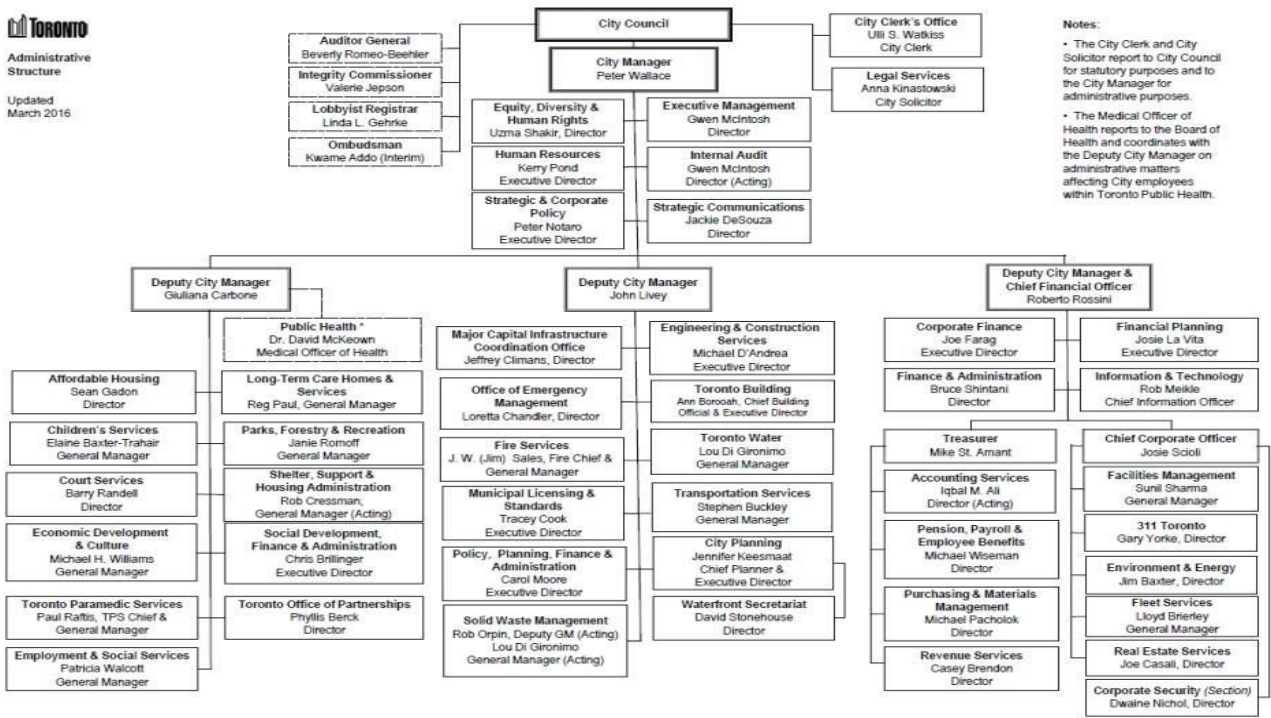 TORONTO
Administrative
Structure
Updated
March 2016
City Council
City Manager
Peter Wallace
Auditor General
Beverly Romeo-Beehler
Integrity Commissioner
Valerie Jepson
Lobbyist Registrar
Linda L. Gehrke
Ombudsman
Kwame Addo (Interim)
City Clerk's Office
Ulli S. Watkiss
City Clerk
Legal Services
Anna Kinastowski
City Solicitor
Notes:
• The City Clerk and City
Solicitor report to City Council
for statutory purposes and to
the City Manager for
administrative purposes.
• The Medical Officer of
Health reports to the Board of
Health and coordinates with
the Deputy City Manager on
administrative matters
affecting City employees
within Toronto Public Health.
Equity, Diversity &
Human Rights
Uzma Shakir, Director
Executive Management
Gwen McIntosh
Director
Human Resources
Kerry Pond
Executive Director
Internal Audit
Gwen McIntosh
Director (Acting)
Strategic & Corporate
Policy
Peter Notaro
Executive Director
Strategic Communications
Jackie DeSouza
Director
Deputy City Manager
Giuliana Carbone
Public Health *
Dr. David McKeown
Medical Officer of Health
Affordable Housing
Sean Gadon
Director
Long-Term Care Homes &
Services
Reg Paul, General Manager
Children's Services
Elaine Baxter-Trahair
General Manager
Parks, Forestry & Recreation
Janie Romoff
General Manager
Court Services
Barry Randell
Director
Shelter, Support &
Housing Administration
Rob Cressman,
General Manager (Acting)
Economic Development
& Culture
Michael H. Williams
General Manager
Social Development,
Finance & Administration
Chris Brillinger
Executive Director
Toronto Paramedic Services
Paul Raftis, TPS Chief &
General Manager
Toronto Office of Partnerships
Phyllis Berck
Director
Employment & Social Services
Patricia Walcott
General Manager
Deputy City Manager
John Livey
Major Capital Infrastructure
Coordination Office
Jeffrey Climans, Director
Engineering & Construction
Services
Michael D'Andrea
Executive Director
Office of Emergency
Management
Loretta Chandler, Director
Toronto Building
Ann Borooah, Chief Building
Official & Executive Director
Fire Services
J. W. (Jim) Sales, Fire Chief &
General Manager
Toronto Water
Lou Di Gironimo
General Manager
Municipal Licensing &
Standards
Tracey Cook
Executive Director
Transportation Services
Stephen Buckley
General Manager
Policy, Planning, Finance &
Administration
Carol Moore
Executive Director
City Planning
Jennifer Keesmaat
Chief Planner &
Executive Director
Solid Waste Management
Rob Orpin, Deputy GM (Acting)
Lou Di Gironimo
General Manager (Acting)
Waterfront Secretariat
David Stonehouse
Director
Deputy City Manager &
Chief Financial Officer
Roberto Rossini
Corporate Finance
Joe Farag
Executive Director
Financial Planning
Josie La Vita
Executive Director
Finance & Administration
Bruce Shintani
Director
Information & Technology
Rob Meikle
Chief Information Officer
Treasurer
Mike St. Amant
Accounting Services
Iqbal M. Ali
Director (Acting)
Pension, Payroll &
Employee Benefits
Michael Wiseman
Director
Purchasing & Materials
Management
Michael Pacholok
Director
Revenue Services
Casey Brendon
Director
Chief Corporate Officer
Josie Scioli
Facilities Management
Sunil Sharma
General Manager
311 Toronto
Gary Yorke, Director
Environment & Energy
Jim Baxter, Director
Fleet Services
Lloyd Brierley
General Manager
Real Estate Services
Joe Casali, Director
Corporate Security (Section)
Dwaine Nichol, Director